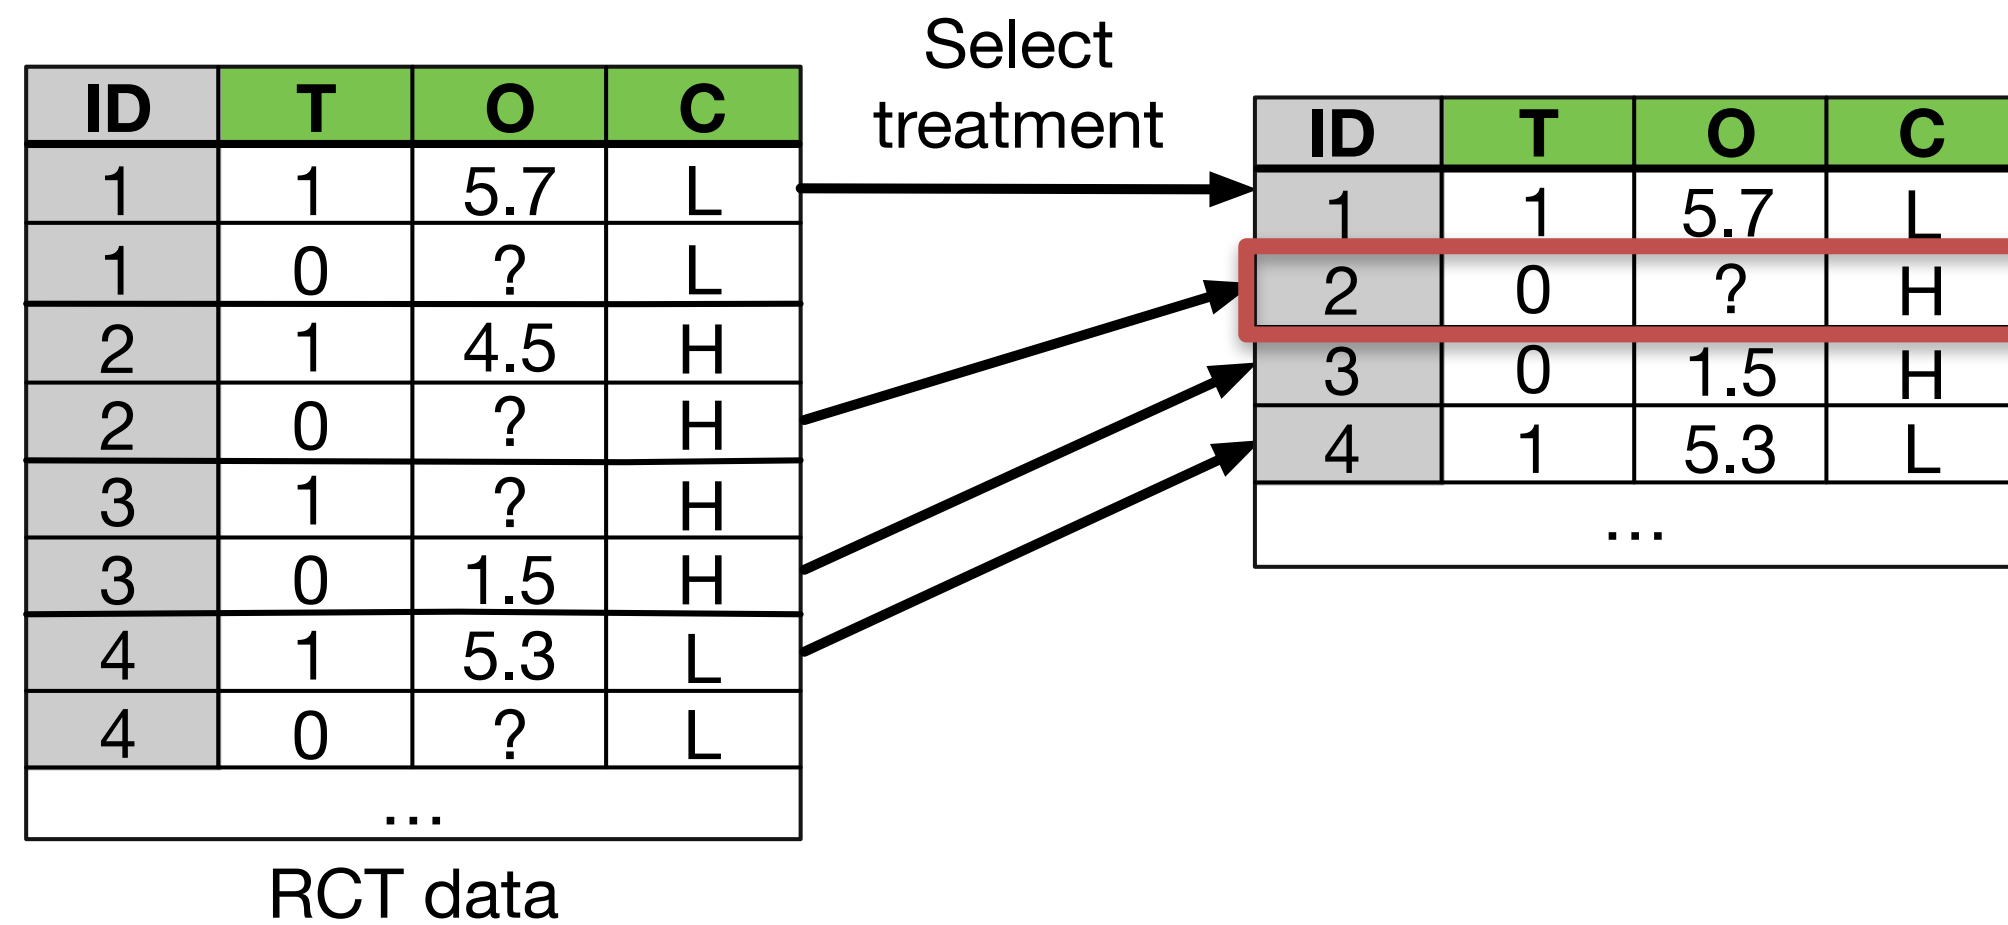 Select
treatment
ID T O C
1 1 5.7 L
1 0 ? L
2 1 4.5 H
2 0 ? H
3 1 ? H
3 0 1.5 H
4 1 5.3 L
4 0 ? L
...
RCT data
ID T O C
1 1 5.7 L
2 0 ? H
3 0 1.5 H
4 1 5.3 L
...